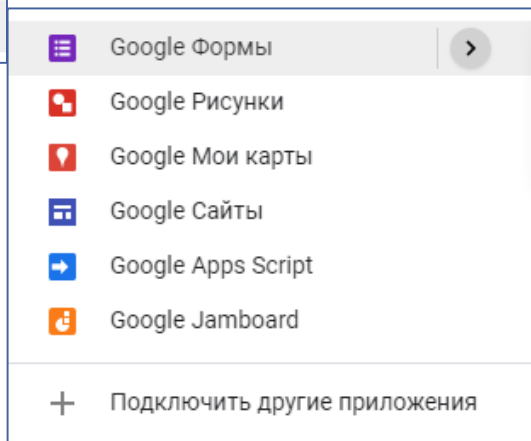 Google Формы
Google Рисунки
Google Мои карты
Google Сайты
Google Apps Script
Google Jamboard
Подключить другие приложения